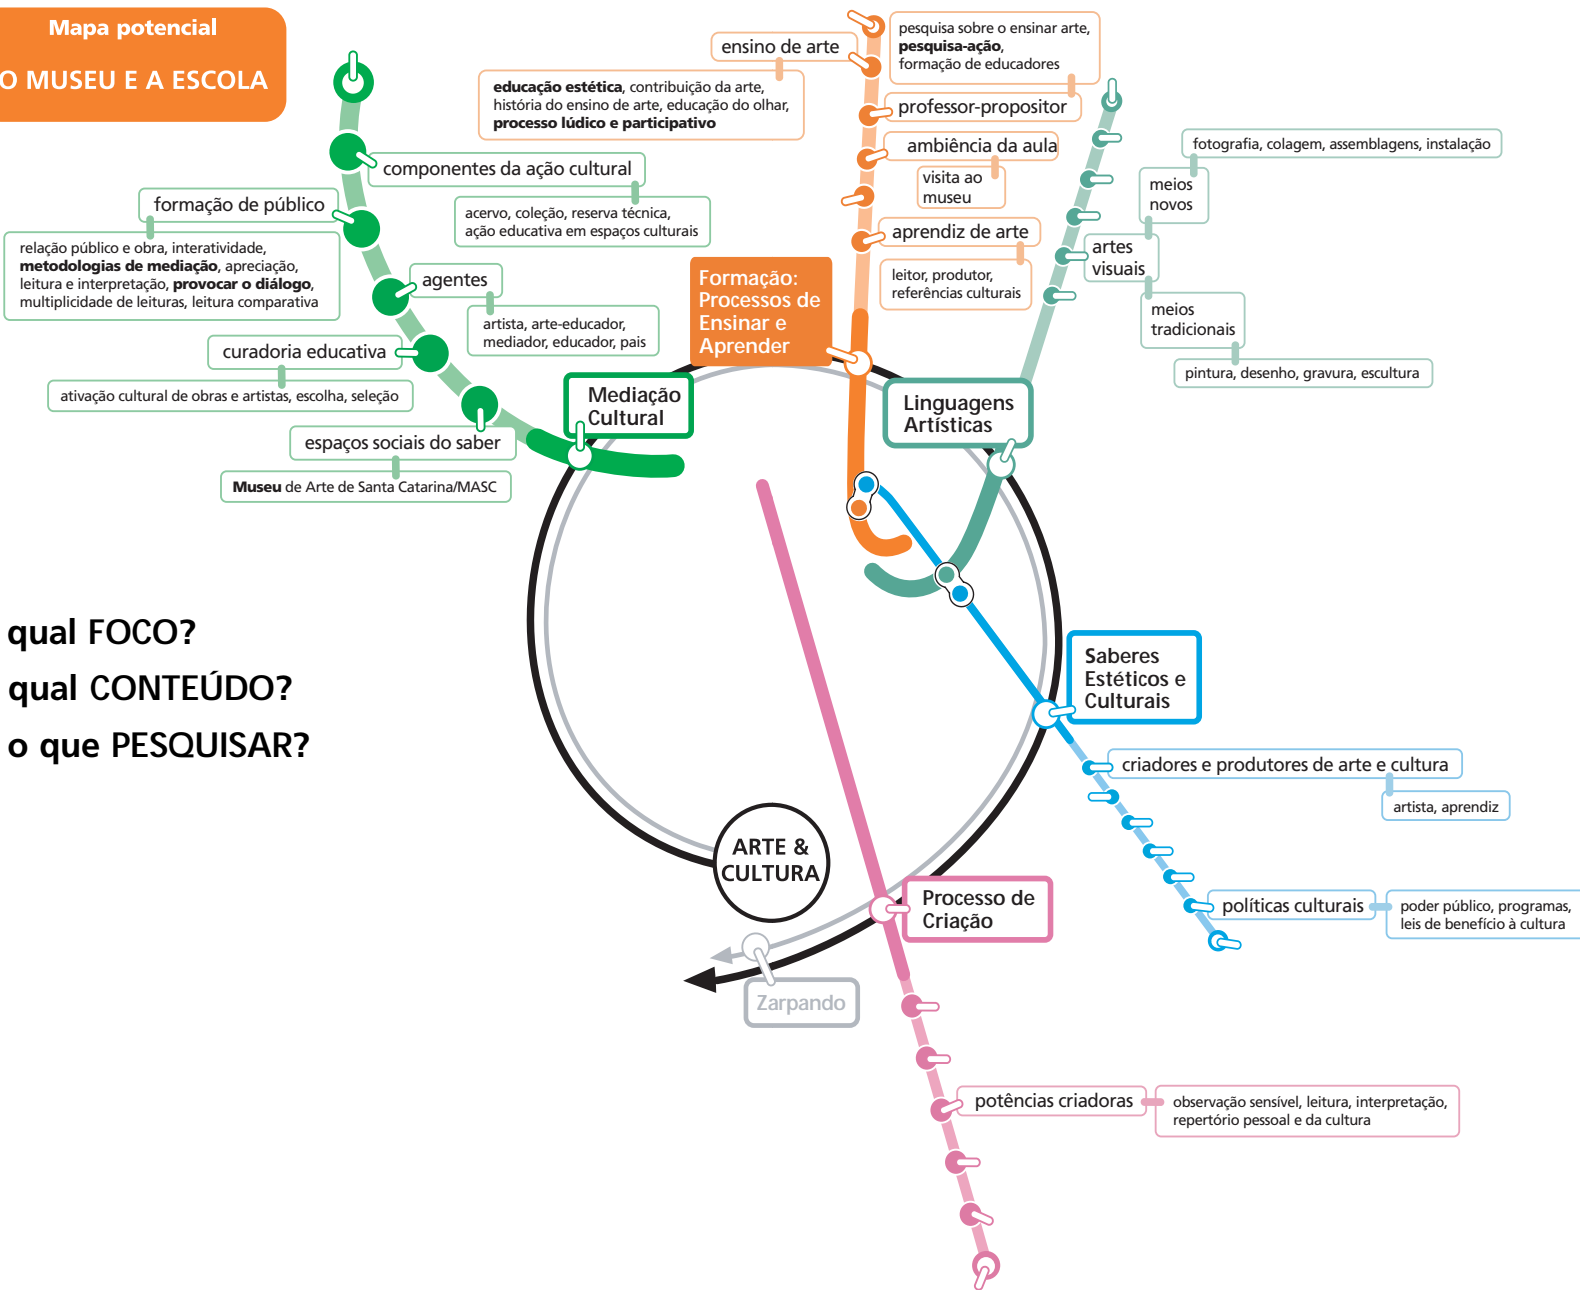 Mapa potencial
O MUSEU E A ESCOLA
ensino de arte
educação estética, contribuição da arte,
história do ensino de arte, educação do olhar,
processo lúdico e participativo
pesquisa sobre o ensinar arte,
pesquisa-ação,
formação de educadores
professor-propositor
ambiência da aula
visita ao
museu
aprendiz de arte
leitor, produtor,
referências culturais
Formação:
Processos de
Ensinar e
Aprender
fotografia, colagem, assemblagens, instalação
meios
novos
artes
visuais
meios
tradicionais
pintura, desenho, gravura, escultura
Linguagens
Artísticas
componentes da ação cultural
acervo, coleção, reserva técnica,
ação educativa em espaços culturais
formação de público
relação público e obra, interatividade,
metodologias de mediação, apreciação,
leitura e interpretação, provocar o diálogo,
multiplicidade de leituras, leitura comparativa
agentes
artista, arte-educador,
mediador, educador, pais
curadoria educativa
ativação cultural de obras e artistas, escolha, seleção
espaços sociais do saber
Museu de Arte de Santa Catarina/MASC
Mediação
Cultural
qual FOCO?
qual CONTEÚDO?
o que PESQUISAR?
Saberes
Estéticos e
Culturais
criadores e produtores de arte e cultura
artista, aprendiz
políticas culturais
poder público, programas,
leis de benefício à cultura
ARTE &
CULTURA
Processo de
Criação
Zarpando
potências criadoras
observação sensível, leitura, interpretação,
repertório pessoal e da cultura